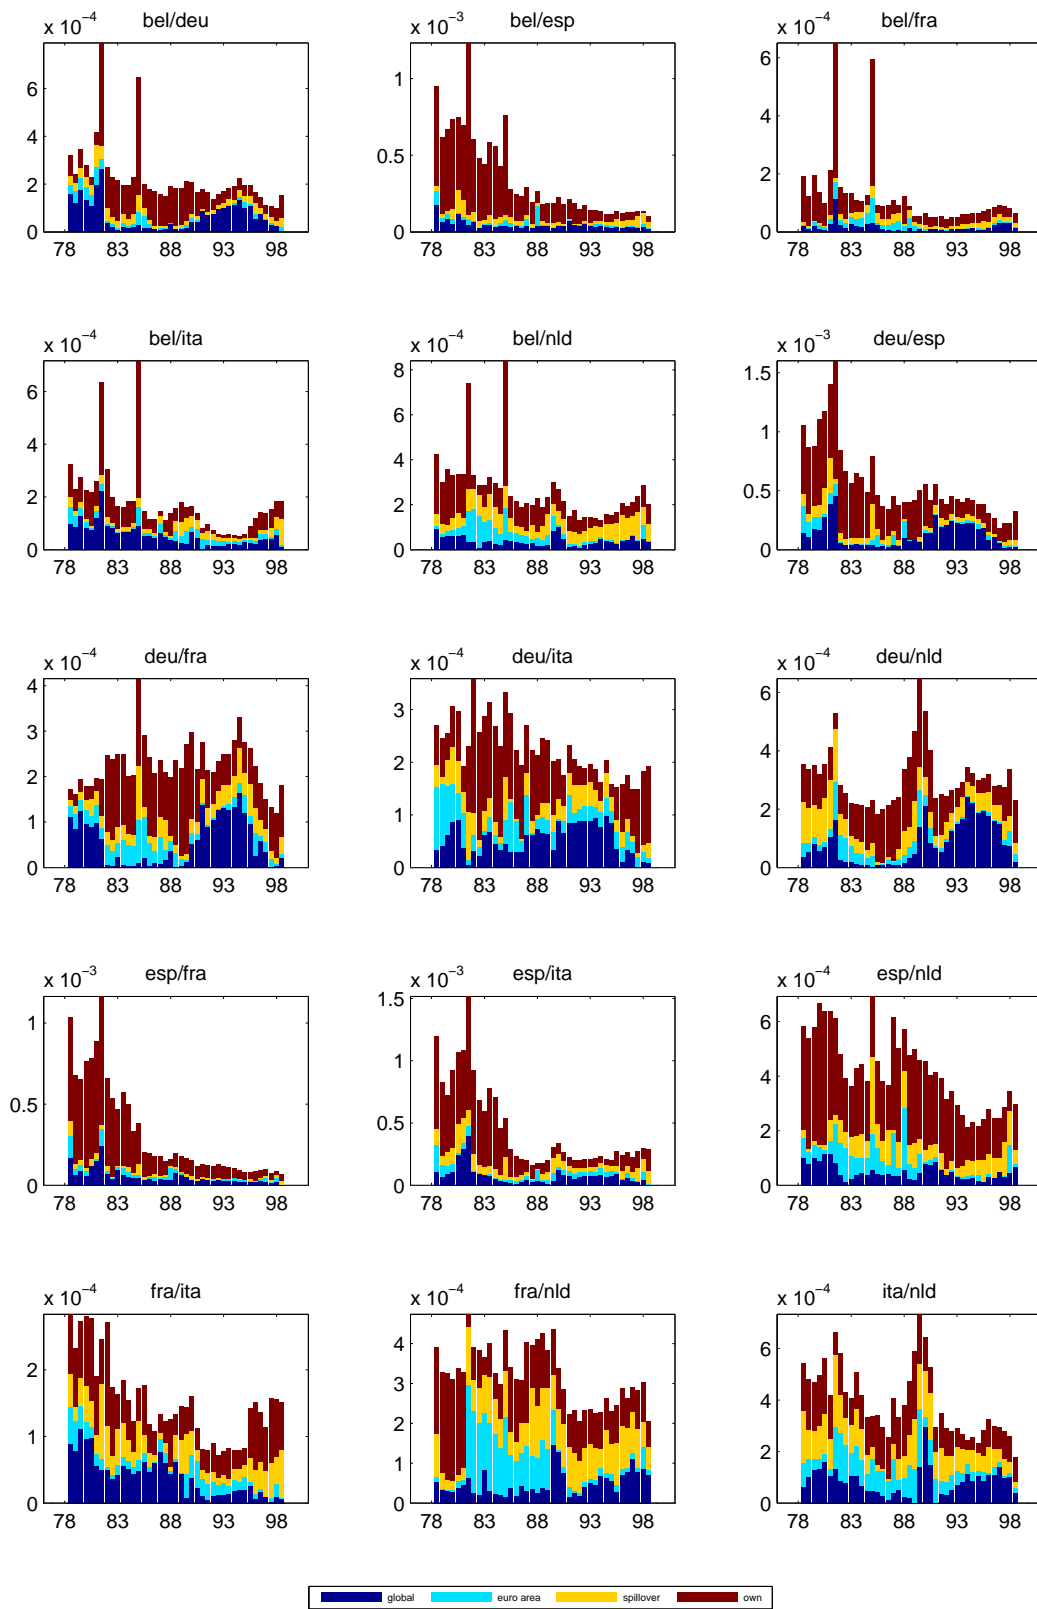 x 10⁻⁴ bel/deu
6
4
2
0
78 83 88 93 98
x 10⁻³ bel/esp
1
0.5
0
78 83 88 93 98
x 10⁻⁴ bel/fra
6
4
2
0
78 83 88 93 98
x 10⁻⁴ bel/ita
6
4
2
0
78 83 88 93 98
x 10⁻⁴ bel/nld
8
6
4
2
0
78 83 88 93 98
x 10⁻³ deu/esp
1.5
1
0.5
0
78 83 88 93 98
x 10⁻⁴ deu/fra
4
3
2
1
0
78 83 88 93 98
x 10⁻⁴ deu/ita
3
2
1
0
78 83 88 93 98
x 10⁻⁴ deu/nld
6
4
2
0
78 83 88 93 98
x 10⁻³ esp/fra
1
0.5
0
78 83 88 93 98
x 10⁻³ esp/ita
1.5
1
0.5
0
78 83 88 93 98
x 10⁻⁴ esp/nld
6
4
2
0
78 83 88 93 98
x 10⁻⁴ fra/ita
2
1
0
78 83 88 93 98
x 10⁻⁴ fra/nld
4
3
2
1
0
78 83 88 93 98
x 10⁻⁴ ita/nld
6
4
2
0
78 83 88 93 98
global euro area spillover own